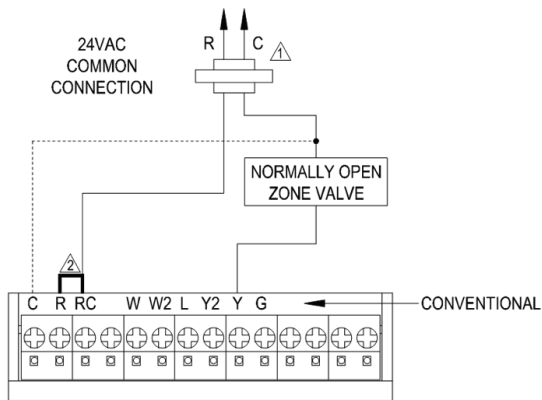 24VAC
COMMON
CONNECTION
R C 1
NORMALLY OPEN
ZONE VALVE
2
C R RC W W2 L Y2 Y G
CONVENTIONAL